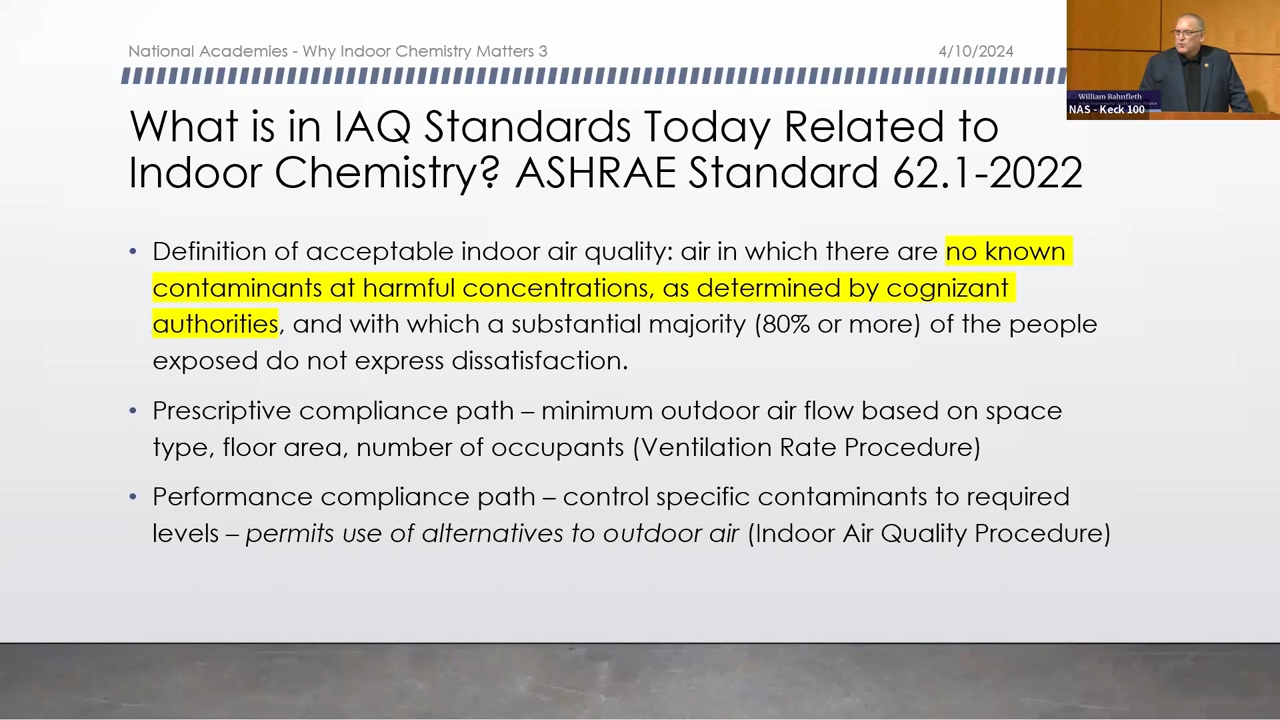 National Academies - Why Indoor Chemistry Matters 3
4/10/2024
William Bahnfleth
NAS - Keck 100
What is in IAQ Standards Today Related to
Indoor Chemistry? ASHRAE Standard 62.1-2022
• Definition of acceptable indoor air quality: air in which there are no known
contaminants at harmful concentrations, as determined by cognizant
authorities, and with which a substantial majority (80% or more) of the people
exposed do not express dissatisfaction.
• Prescriptive compliance path – minimum outdoor air flow based on space
type, floor area, number of occupants (Ventilation Rate Procedure)
• Performance compliance path – control specific contaminants to required
levels – permits use of alternatives to outdoor air (Indoor Air Quality Procedure)